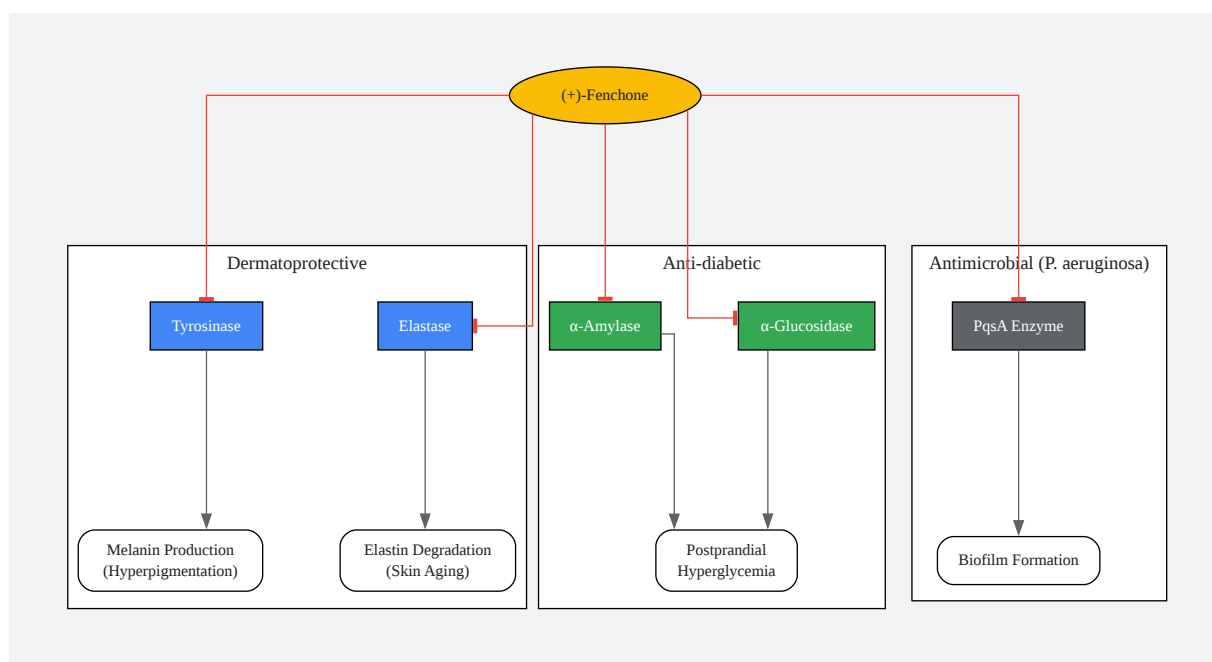 (+)-Fenchone
Dermatoprotective
Anti-diabetic
Antimicrobial (P. aeruginosa)
Tyrosinase
Elastase
α-Amylase
α-Glucosidase
PqsA Enzyme
Melanin Production
(Hyperpigmentation)
Elastin Degradation
(Skin Aging)
Postprandial
Hyperglycemia
Biofilm Formation